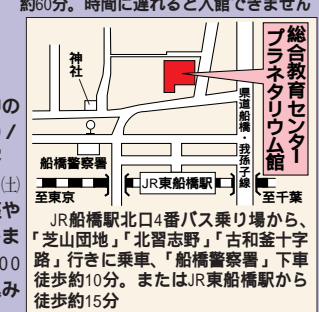 約60分。時間に遅れると入館できません
総合教育センター
プラネタリウム館
神社
県道船橋・我孫子線
船橋警察署
JR東船橋駅
至東京
至千葉
JR船橋駅北口4番バス乗り場から、
「芝山団地」「北習志野」「古和釜十字
路」行きに乗車、「船橋警察署」下車
徒歩約10分。またはJR東船橋駅から
徒歩約15分
の
/
(土)
や
ま
00
み